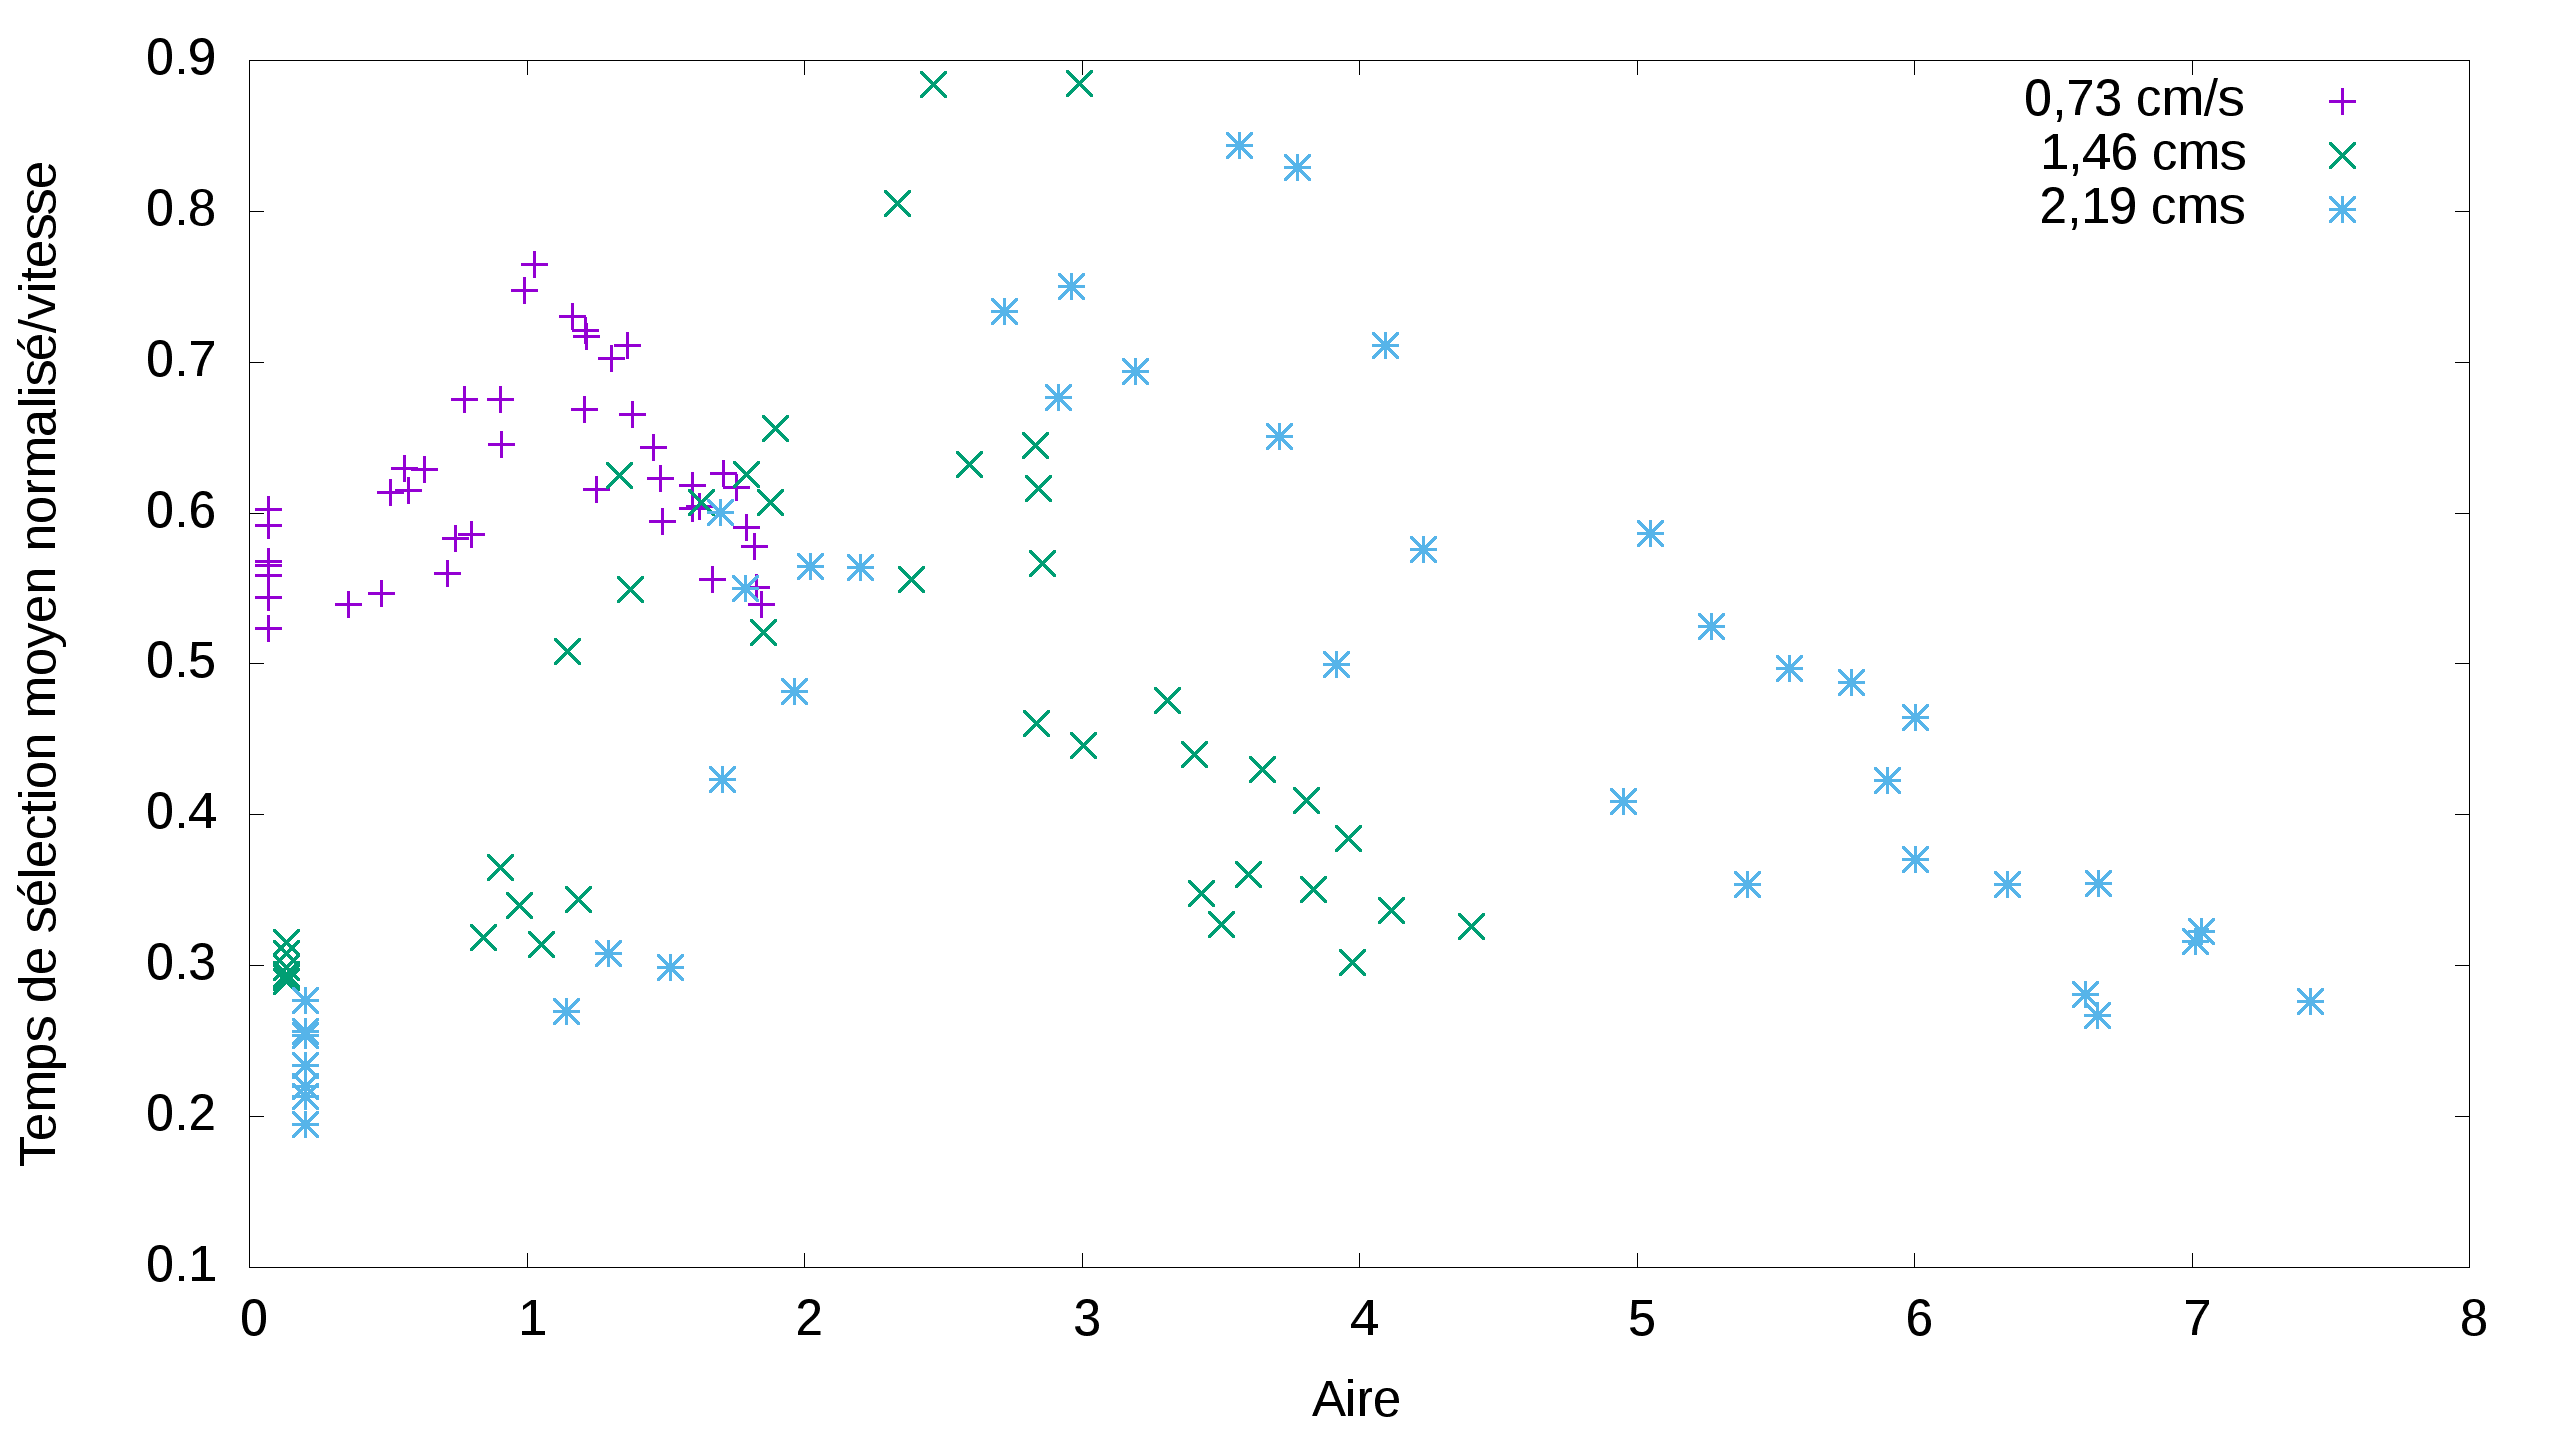 0.9
0.8
0.7
0.6
0.5
0.4
0.3
0.2
0.1
0 1 2 3 4 5 6 7 8
Temps de sélection moyen normalisé/vitesse
Aire
0,73 cm/s
1,46 cms
2,19 cms